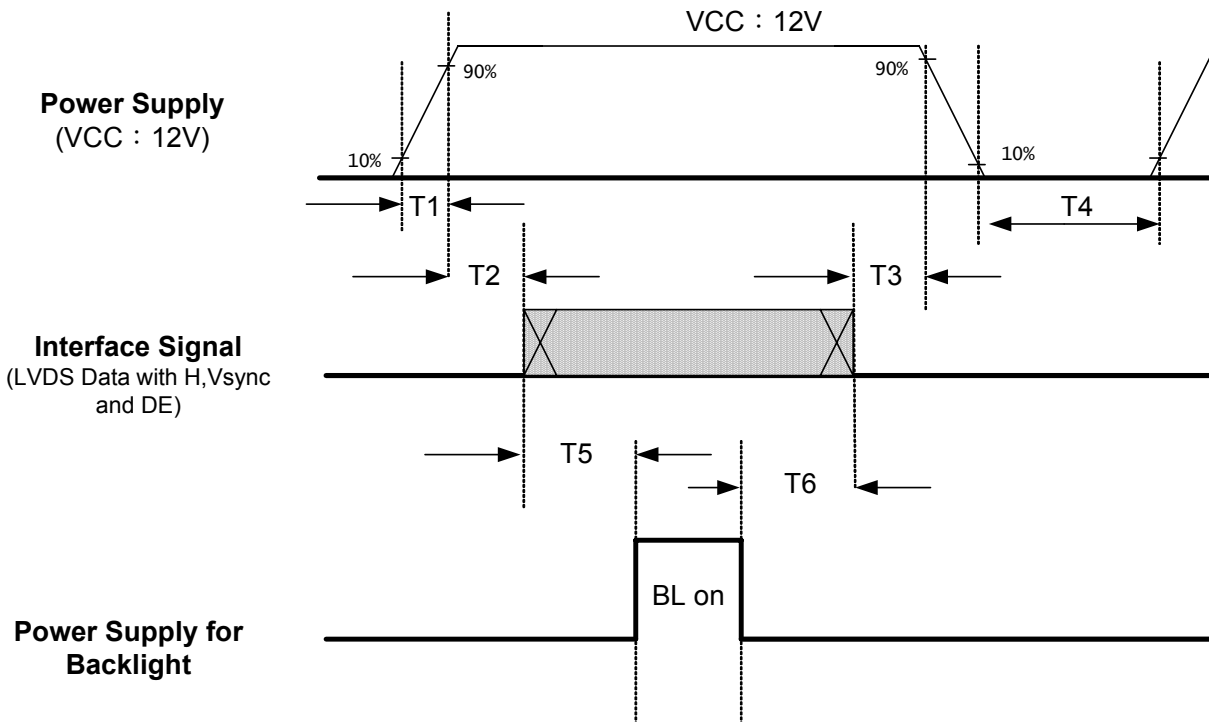 VCC：12V
90%
90%
Power Supply
(VCC：12V)
10%
10%
T1
T4
T2
T3
Interface Signal
(LVDS Data with H,Vsync
and DE)
T5
T6
BL on
Power Supply for
Backlight